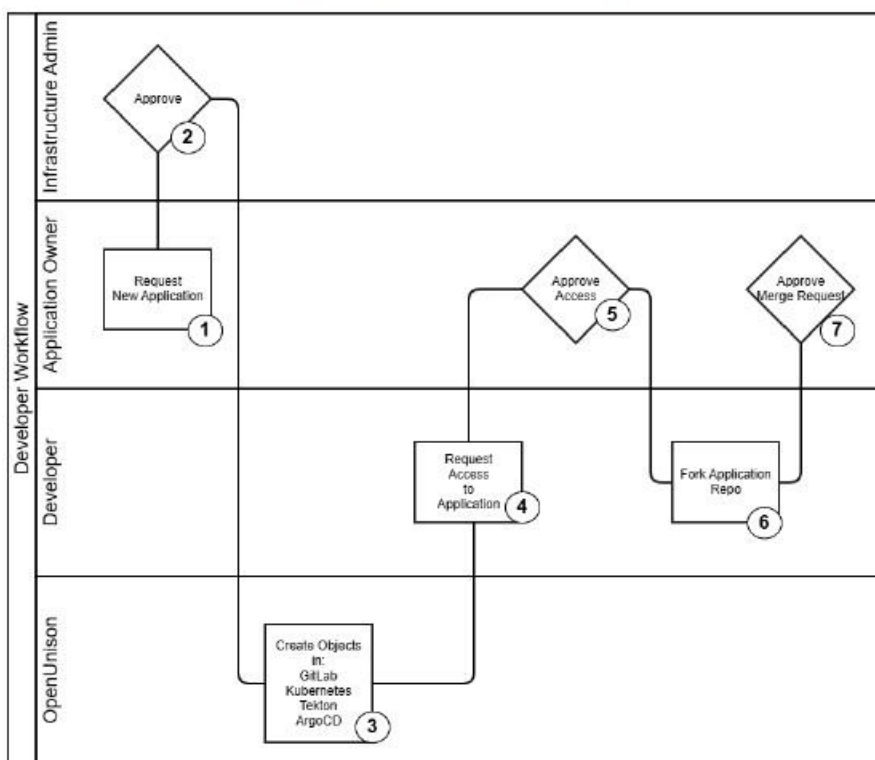 Developer Workflow
Infrastructure Admin
Approve
2
Application Owner
Request
New Application
1
Approve
Access
5
Approve
Merge Request
7
Developer
Request
Access
to
Application
4
Fork Application
Repo
6
OpenUnison
Create Objects
in:
GitLab
Kubernetes
Tekton
ArgoCD
3